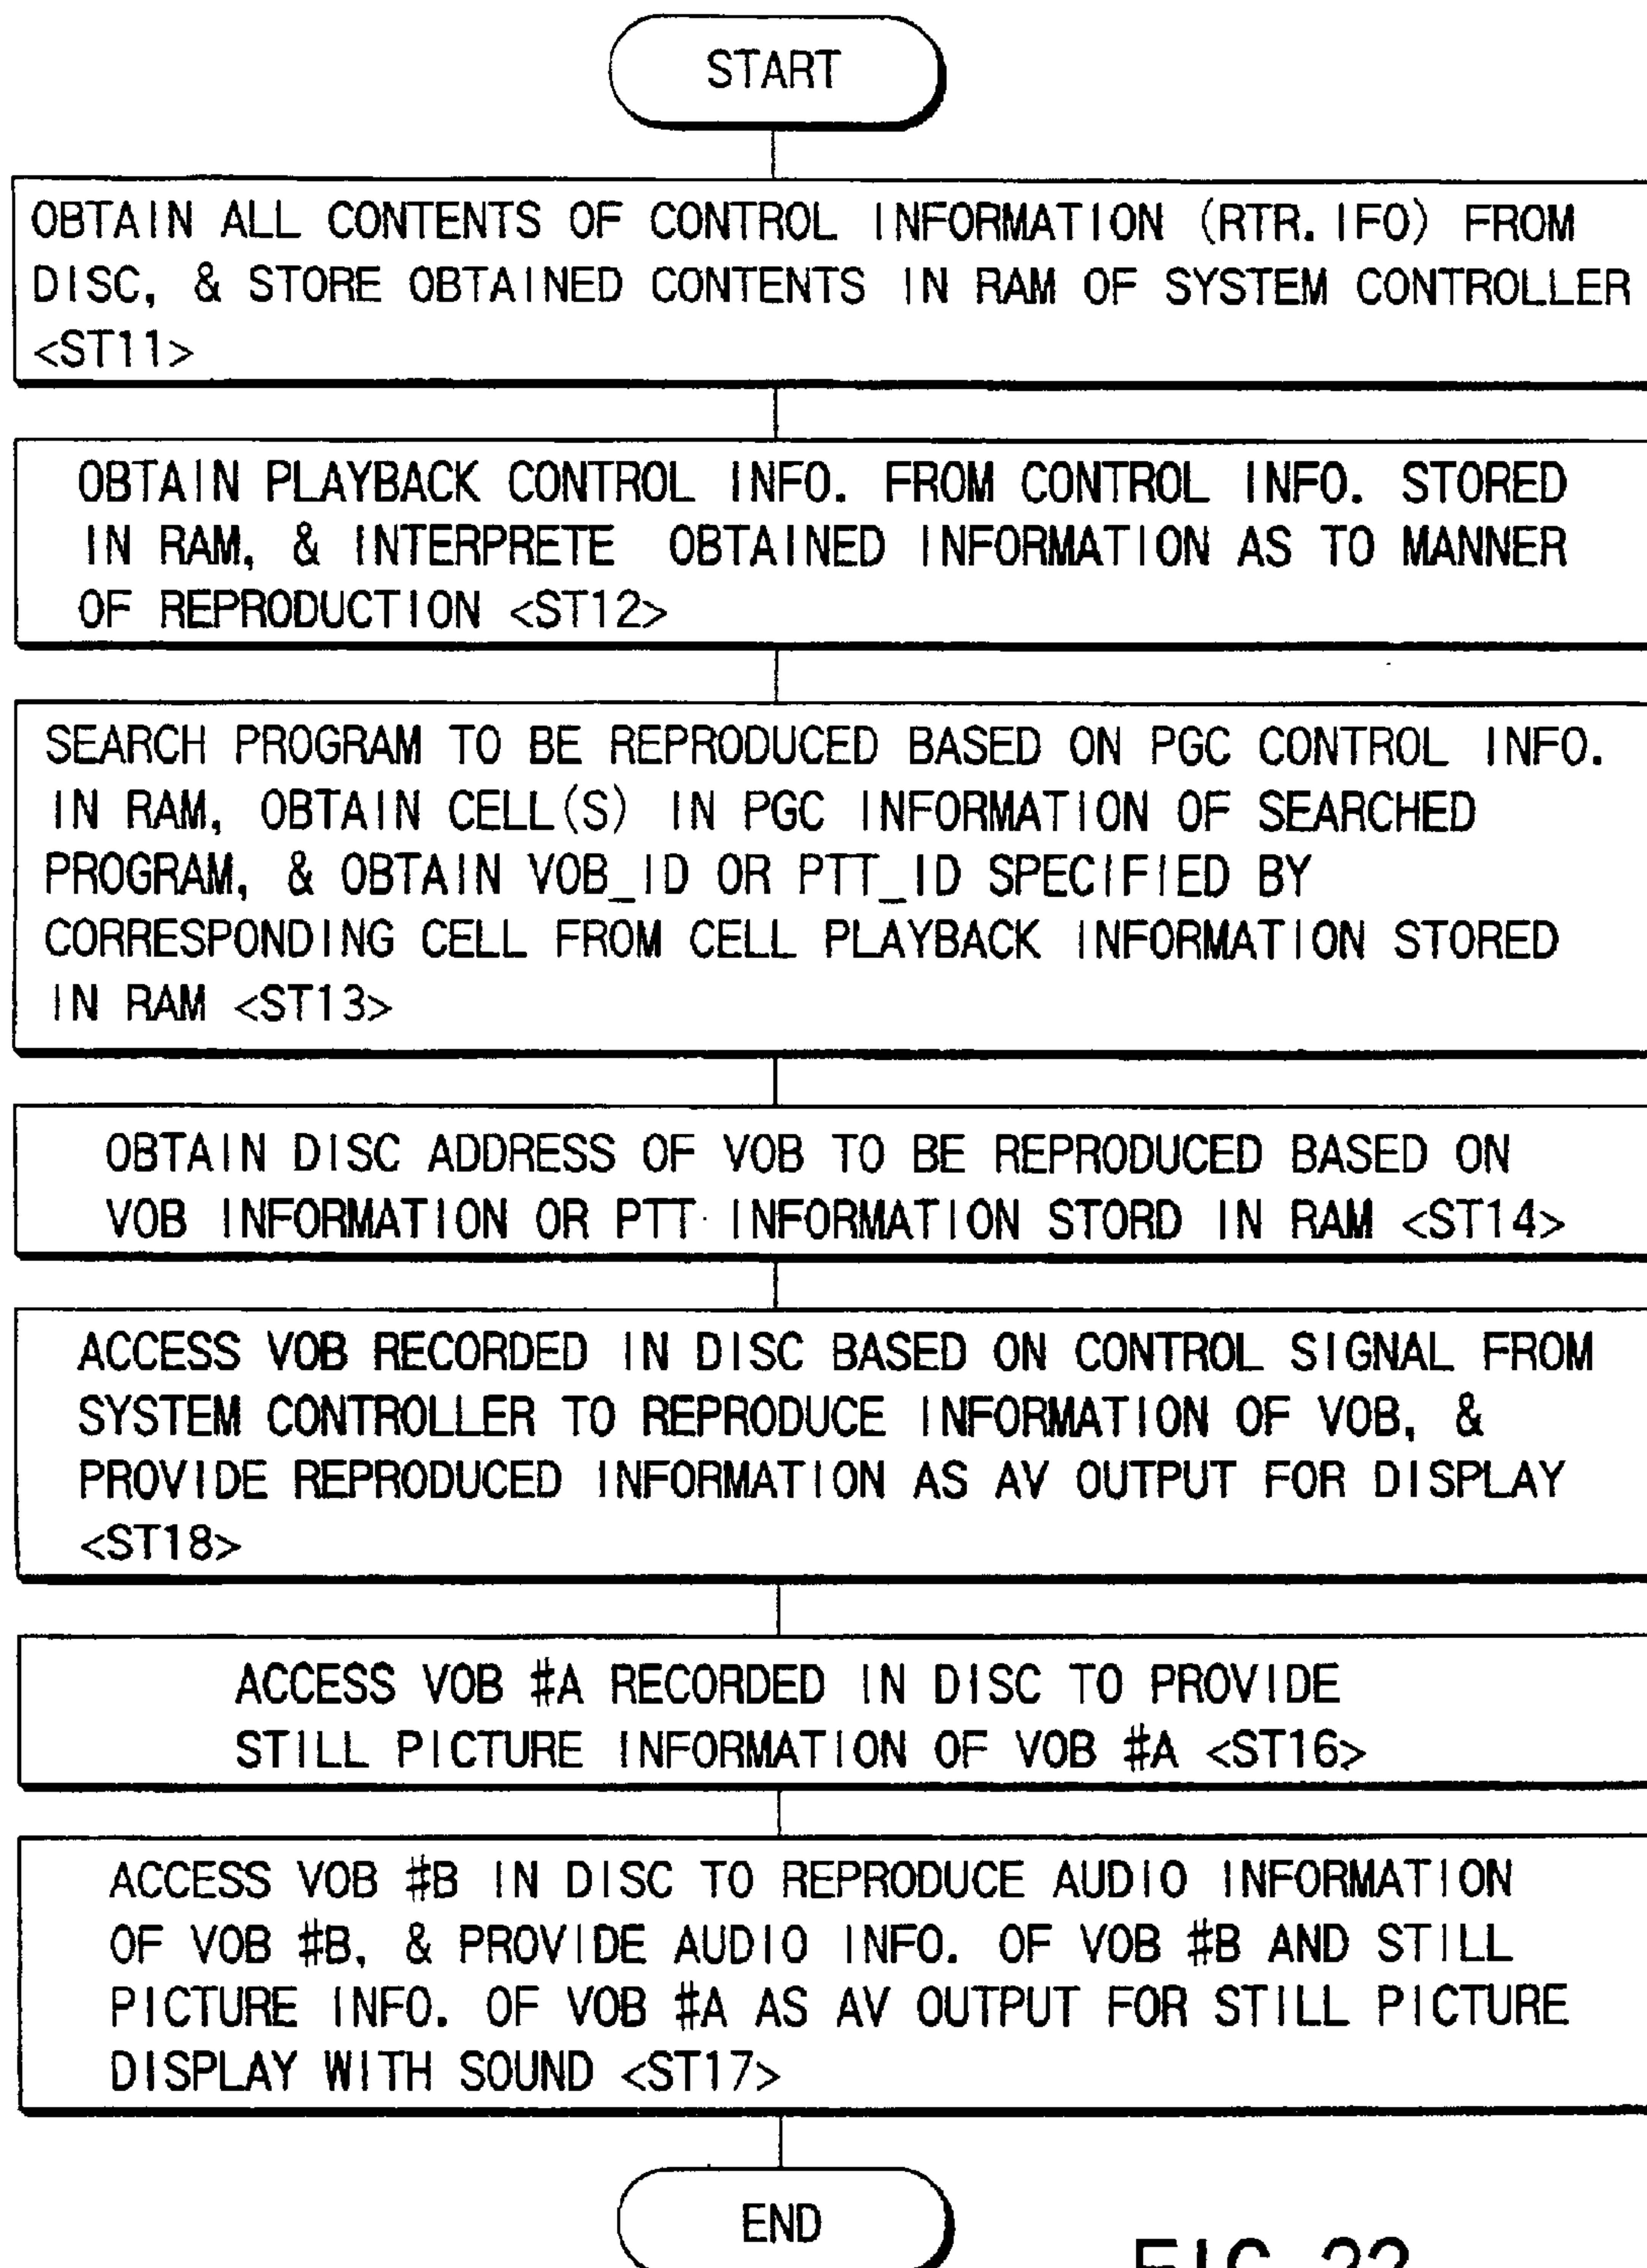 START
OBTAIN ALL CONTENTS OF CONTROL INFORMATION (RTR.IFO) FROM
DISC, & STORE OBTAINED CONTENTS IN RAM OF SYSTEM CONTROLLER
<ST11>
OBTAIN PLAYBACK CONTROL INFO. FROM CONTROL INFO. STORED
IN RAM, & INTERPRETE OBTAINED INFORMATION AS TO MANNER
OF REPRODUCTION <ST12>
SEARCH PROGRAM TO BE REPRODUCED BASED ON PGC CONTROL INFO.
IN RAM, OBTAIN CELL(S) IN PGC INFORMATION OF SEARCHED
PROGRAM, & OBTAIN VOB_ID OR PTT_ID SPECIFIED BY
CORRESPONDING CELL FROM CELL PLAYBACK INFORMATION STORED
IN RAM <ST13>
OBTAIN DISC ADDRESS OF VOB TO BE REPRODUCED BASED ON
VOB INFORMATION OR PTT INFORMATION STORD IN RAM <ST14>
ACCESS VOB RECORDED IN DISC BASED ON CONTROL SIGNAL FROM
SYSTEM CONTROLLER TO REPRODUCE INFORMATION OF VOB, &
PROVIDE REPRODUCED INFORMATION AS AV OUTPUT FOR DISPLAY
<ST18>
ACCESS VOB #A RECORDED IN DISC TO PROVIDE
STILL PICTURE INFORMATION OF VOB #A <ST16>
ACCESS VOB #B IN DISC TO REPRODUCE AUDIO INFORMATION
OF VOB #B, & PROVIDE AUDIO INFO. OF VOB #B AND STILL
PICTURE INFO. OF VOB #A AS AV OUTPUT FOR STILL PICTURE
DISPLAY WITH SOUND <ST17>
END